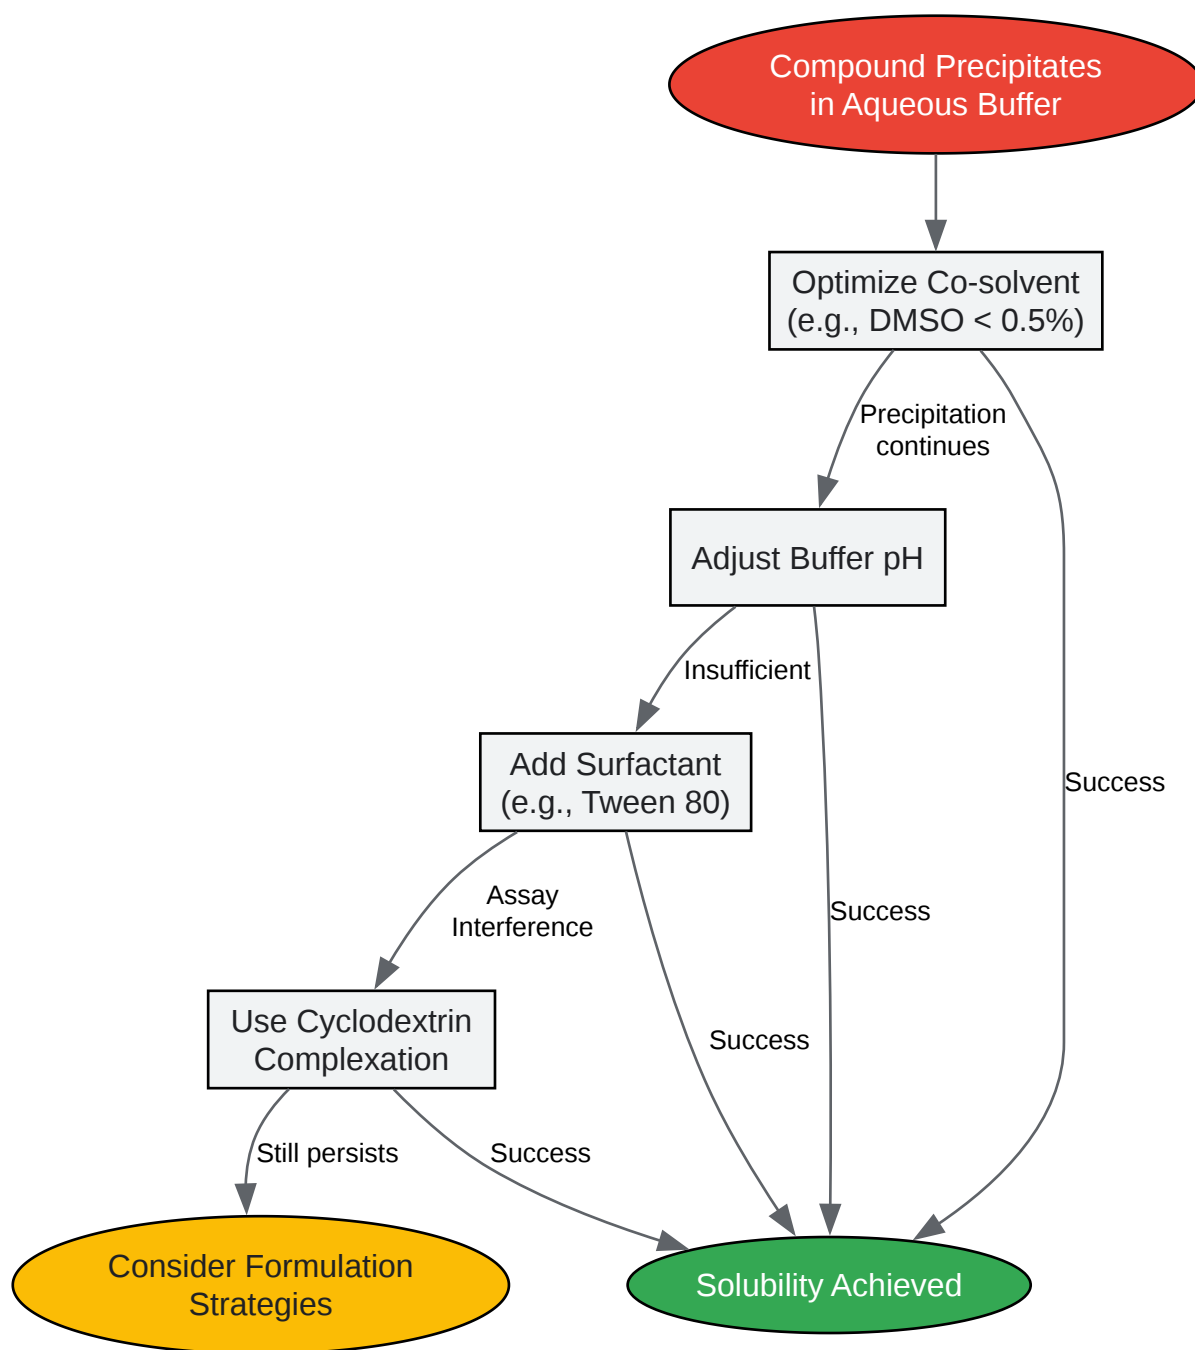 Compound Precipitates
in Aqueous Buffer
Optimize Co-solvent
(e.g., DMSO < 0.5%)
Precipitation
continues
Adjust Buffer pH
Insufficient
Add Surfactant
(e.g., Tween 80)
Success
Assay
Interference
Success
Use Cyclodextrin
Complexation
Success
Still persists
Success
Consider Formulation
Strategies
Solubility Achieved